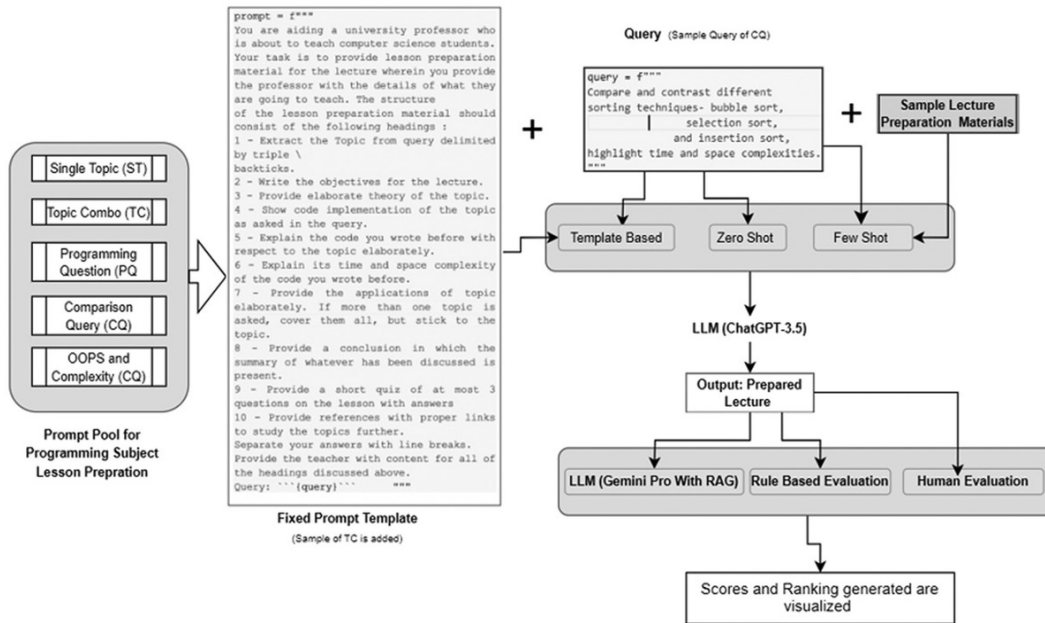 Single Topic (ST)
Topic Combo (TC)
Programming
Question (PQ
Comparison
Query (CQ)
OOPS and
Complexity (CQ)
Prompt Pool for
Programming Subject
Lesson Prepration
prompt = f"""
You are aiding a university professor who
is about to teach computer science students.
Your task is to provide lesson preparation
material for the lecture wherein you provide
the professor with the details of what they
are going to teach. The structure
of the lesson preparation material should
consist of the following headings :
1 - Extract the Topic from query delimited
by triple \
backticks.
2 - Write the objectives for the lecture.
3 - Provide elaborate theory of the topic.
4 - Show code implementation of the topic
as asked in the query.
5 - Explain the code you wrote before with
respect to the topic elaborately.
6 - Explain its time and space complexity
of the code you wrote before.
7 - Provide the applications of topic
elaborately. If more than one topic is
asked, cover them all, but stick to the
topic.
8 - Provide a conclusion in which the
summary of whatever has been discussed is
present.
9 - Provide a short quiz of at most 3
questions on the lesson with answers
10 - Provide references with proper links
to study the topics further.
Separate your answers with line breaks.
Provide the teacher with content for all of
the headings discussed above.
Query: ```{query}``` """
Fixed Prompt Template
(Sample of TC is added)
+
Query (Sample Query of CQ)
query = f"""
Compare and contrast different
sorting techniques- bubble sort,
selection sort,
and insertion sort,
highlight time and space complexities.
"""
+
Sample Lecture
Preparation Materials
Template Based
Zero Shot
Few Shot
LLM (ChatGPT-3.5)
Output: Prepared
Lecture
LLM (Gemini Pro With RAG)
Rule Based Evaluation
Human Evaluation
Scores and Ranking generated are
visualized